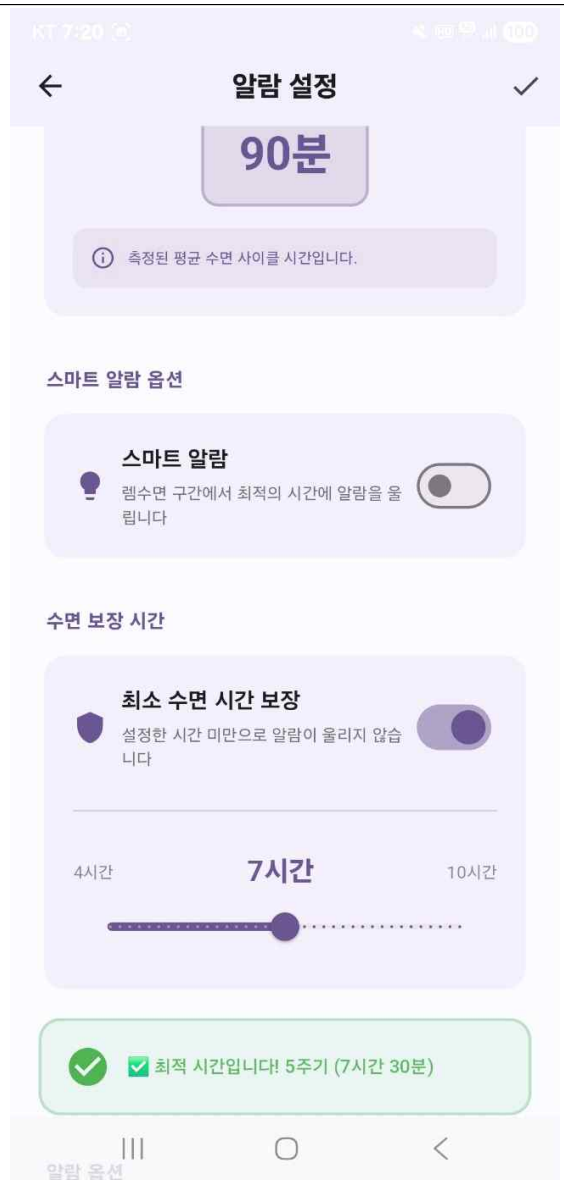 KT 7:20
100
알람 설정
90분
측정된 평균 수면 사이클 시간입니다.
스마트 알람 옵션
스마트 알람
렘수면 구간에서 최적의 시간에 알람을 울
립니다
수면 보장 시간
최소 수면 시간 보장
설정한 시간 미만으로 알람이 울리지 않습
니다
4시간 7시간 10시간
✅ 최적 시간입니다! 5주기 (7시간 30분)
알람 옵션